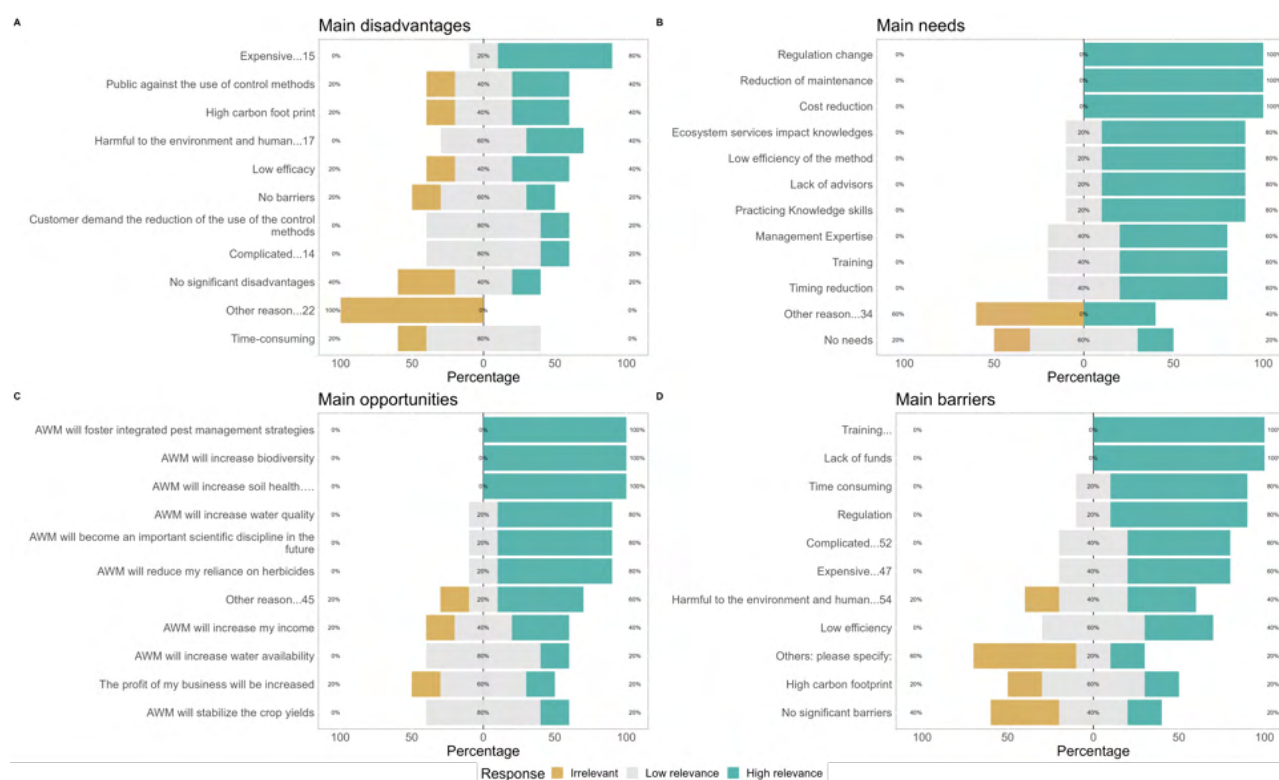 A
Main disadvantages
Expensive...15 0% 20% 80%
Public against the use of control methods 20% 40% 40%
High carbon foot print 20% 40% 40%
Harmful to the environment and human...17 0% 60% 40%
Low efficacy 20% 40% 40%
No barriers 20% 60% 20%
Customer demand the reduction of the use of the control
methods 0% 80% 20%
Complicated...14 0% 80% 20%
No significant disadvantages 40% 40% 20%
Other reason...22 100% 0% 0%
Time-consuming 20% 80% 0%
100 50 0 50 100
Percentage
B
Main needs
Regulation change 0% 0% 100%
Reduction of maintenance 0% 0% 100%
Cost reduction 0% 0% 100%
Ecosystem services impact knowledges 0% 20% 80%
Low efficiency of the method 0% 20% 80%
Lack of advisors 0% 20% 80%
Practicing Knowledge skills 0% 20% 80%
Management Expertise 0% 40% 60%
Training 0% 40% 60%
Timing reduction 0% 40% 60%
Other reason...34 60% 0% 40%
No needs 20% 60% 20%
100 50 0 50 100
Percentage
C
Main opportunities
AWM will foster integrated pest management strategies 0% 0% 100%
AWM will increase biodiversity 0% 0% 100%
AWM will increase soil health.... 0% 0% 100%
AWM will increase water quality 0% 20% 80%
AWM will become an important scientific discipline in the
future 0% 20% 80%
AWM will reduce my reliance on herbicides 0% 20% 80%
Other reason...45 20% 20% 60%
AWM will increase my income 20% 40% 40%
AWM will increase water availability 0% 80% 20%
The profit of my business will be increased 20% 60% 20%
AWM will stabilize the crop yields 0% 80% 20%
100 50 0 50 100
Percentage
D
Main barriers
Training... 0% 0% 100%
Lack of funds 0% 0% 100%
Time consuming 0% 20% 80%
Regulation 0% 20% 80%
Complicated...52 0% 40% 60%
Expensive...47 0% 40% 60%
Harmful to the environment and human...54 20% 40% 40%
Low efficiency 0% 60% 40%
Others: please specify: 60% 20% 20%
High carbon footprint 20% 60% 20%
No significant barriers 40% 40% 20%
100 50 0 50 100
Percentage
Response Irrelevant Low relevance High relevance